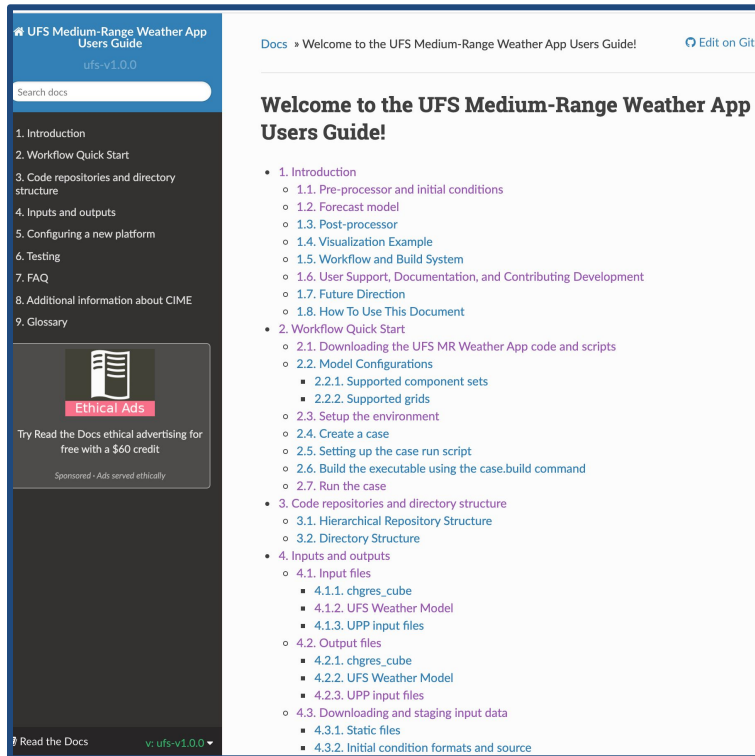 UFS Medium-Range Weather App
Users Guide
ufs-v1.0.0
Search docs
1. Introduction
2. Workflow Quick Start
3. Code repositories and directory
structure
4. Inputs and outputs
5. Configuring a new platform
6. Testing
7. FAQ
8. Additional information about CIME
9. Glossary
Ethical Ads
Try Read the Docs ethical advertising for
free with a $60 credit
Sponsored · Ads served ethically
Read the Docs
v: ufs-v1.0.0
Docs » Welcome to the UFS Medium-Range Weather App Users Guide!
Edit on Git
Welcome to the UFS Medium-Range Weather App
Users Guide!
• 1. Introduction
1.1. Pre-processor and initial conditions
1.2. Forecast model
1.3. Post-processor
1.4. Visualization Example
1.5. Workflow and Build System
1.6. User Support, Documentation, and Contributing Development
1.7. Future Direction
1.8. How To Use This Document
• 2. Workflow Quick Start
2.1. Downloading the UFS MR Weather App code and scripts
2.2. Model Configurations
2.2.1. Supported component sets
2.2.2. Supported grids
2.3. Setup the environment
2.4. Create a case
2.5. Setting up the case run script
2.6. Build the executable using the case.build command
2.7. Run the case
• 3. Code repositories and directory structure
3.1. Hierarchical Repository Structure
3.2. Directory Structure
• 4. Inputs and outputs
4.1. Input files
4.1.1. chgres_cube
4.1.2. UFS Weather Model
4.1.3. UPP input files
4.2. Output files
4.2.1. chgres_cube
4.2.2. UFS Weather Model
4.2.3. UPP input files
4.3. Downloading and staging input data
4.3.1. Static files
4.3.2. Initial condition formats and source